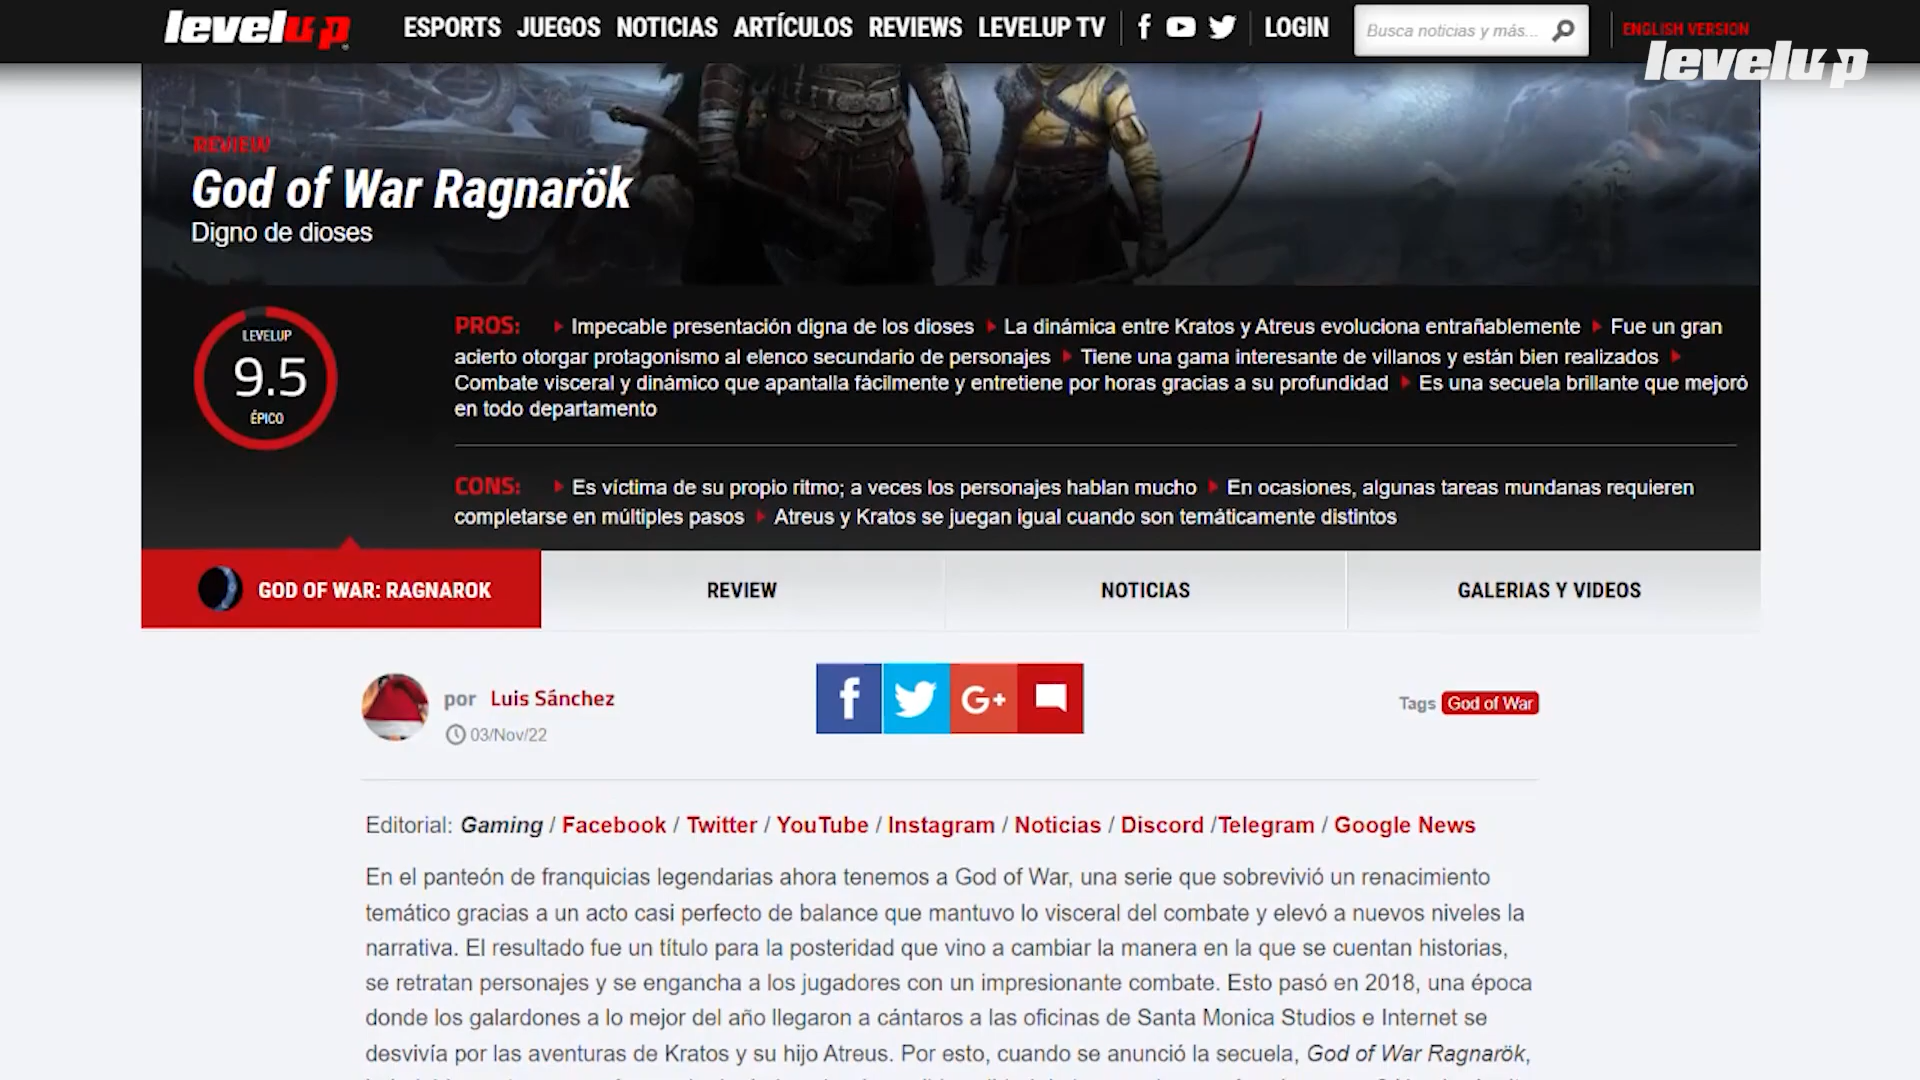 levelup
ESPORTS JUEGOS NOTICIAS ARTÍCULOS REVIEWS LEVELUP TV LOGIN Busca noticias y más... ENGLISH VERSION
levelup
REVIEW
God of War Ragnarök
Digno de dioses
LEVELUP
9.5
ÉPICO
PROS: Impecable presentación digna de los dioses La dinámica entre Kratos y Atreus evoluciona entrañablemente Fue un gran
acierto otorgar protagonismo al elenco secundario de personajes Tiene una gama interesante de villanos y están bien realizados
Combate visceral y dinámico que apantalla fácilmente y entretiene por horas gracias a su profundidad Es una secuela brillante que mejoró
en todo departamento
CONS: Es víctima de su propio ritmo; a veces los personajes hablan mucho En ocasiones, algunas tareas mundanas requieren
completarse en múltiples pasos Atreus y Kratos se juegan igual cuando son temáticamente distintos
GOD OF WAR: RAGNAROK REVIEW NOTICIAS GALERIAS Y VIDEOS
por Luis Sánchez
03/Nov/22
G+
Tags God of War
Editorial: Gaming / Facebook / Twitter / YouTube / Instagram / Noticias / Discord /Telegram / Google News
En el panteón de franquicias legendarias ahora tenemos a God of War, una serie que sobrevivió un renacimiento
temático gracias a un acto casi perfecto de balance que mantuvo lo visceral del combate y elevó a nuevos niveles la
narrativa. El resultado fue un título para la posteridad que vino a cambiar la manera en la que se cuentan historias,
se retratan personajes y se engancha a los jugadores con un impresionante combate. Esto pasó en 2018, una época
donde los galardones a lo mejor del año llegaron a cántaros a las oficinas de Santa Monica Studios e Internet se
desvivía por las aventuras de Kratos y su hijo Atreus. Por esto, cuando se anunció la secuela, God of War Ragnarök,